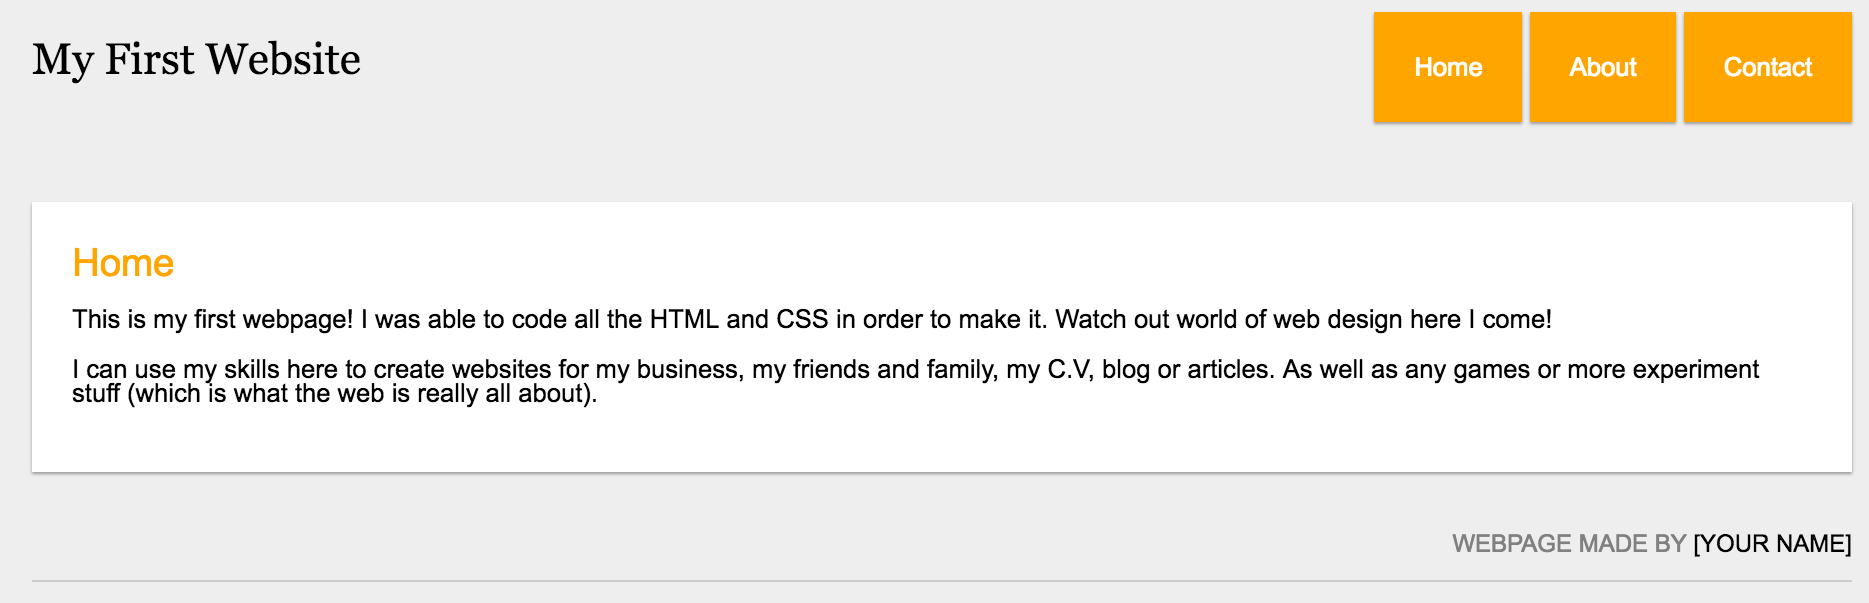 My First Website
Home
About
Contact
Home
This is my first webpage! I was able to code all the HTML and CSS in order to make it. Watch out world of web design here I come!
I can use my skills here to create websites for my business, my friends and family, my C.V, blog or articles. As well as any games or more experiment
stuff (which is what the web is really all about).
WEBPAGE MADE BY [YOUR NAME]